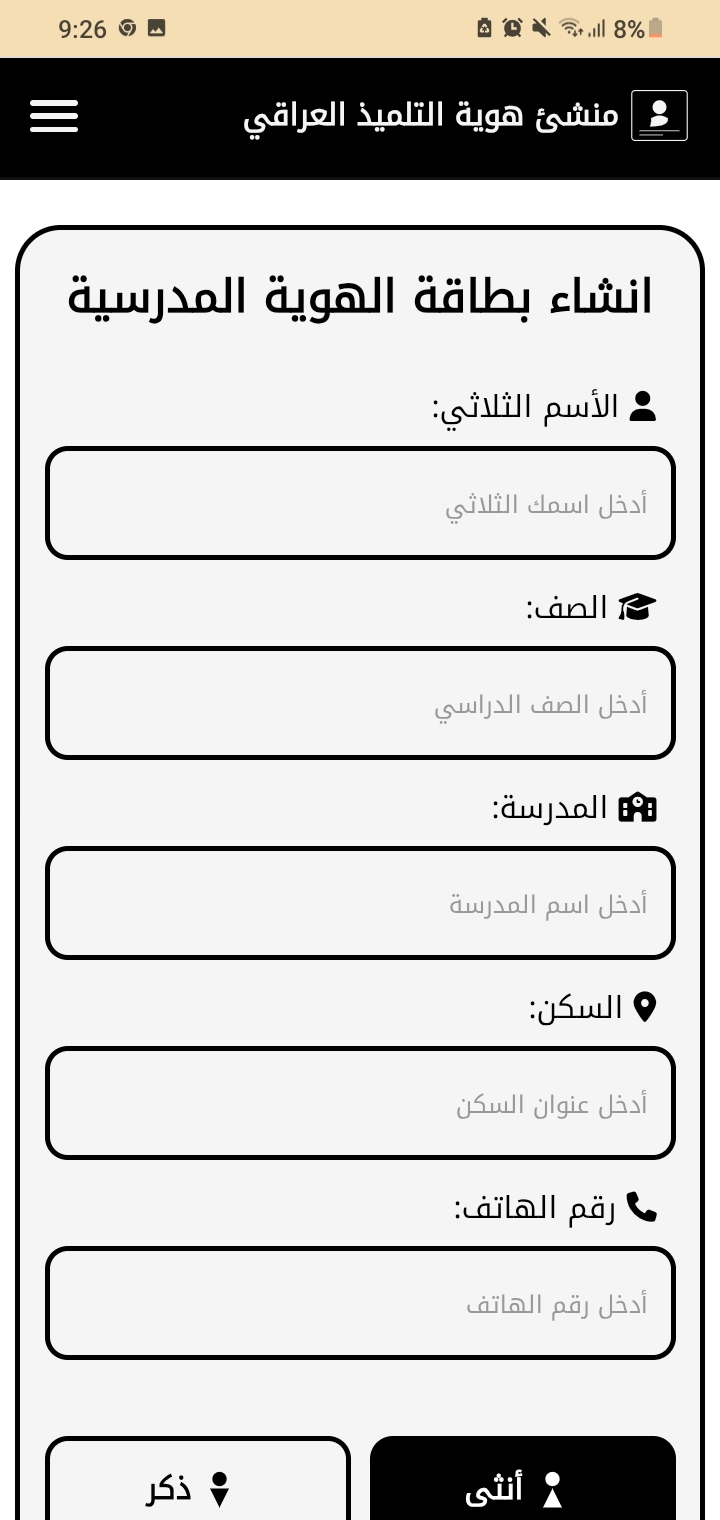 9:26
8%
منشئ هوية التلميذ العراقي
انشاء بطاقة الهوية المدرسية
الأسم الثلاثي:
أدخل اسمك الثلاثي
الصف:
أدخل الصف الدراسي
المدرسة:
أدخل اسم المدرسة
السكن:
أدخل عنوان السكن
رقم الهاتف:
أدخل رقم الهاتف
أنثى
ذكر